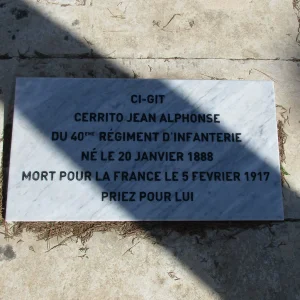 CI-GIT
CERRITO JEAN ALPHONSE
DU 40ème RÉGIMENT D'INFANTERIE
NÉ LE 20 JANVIER 1888
MORT POUR LA FRANCE LE 5 FEVRIER 1917
PRIEZ POUR LUI